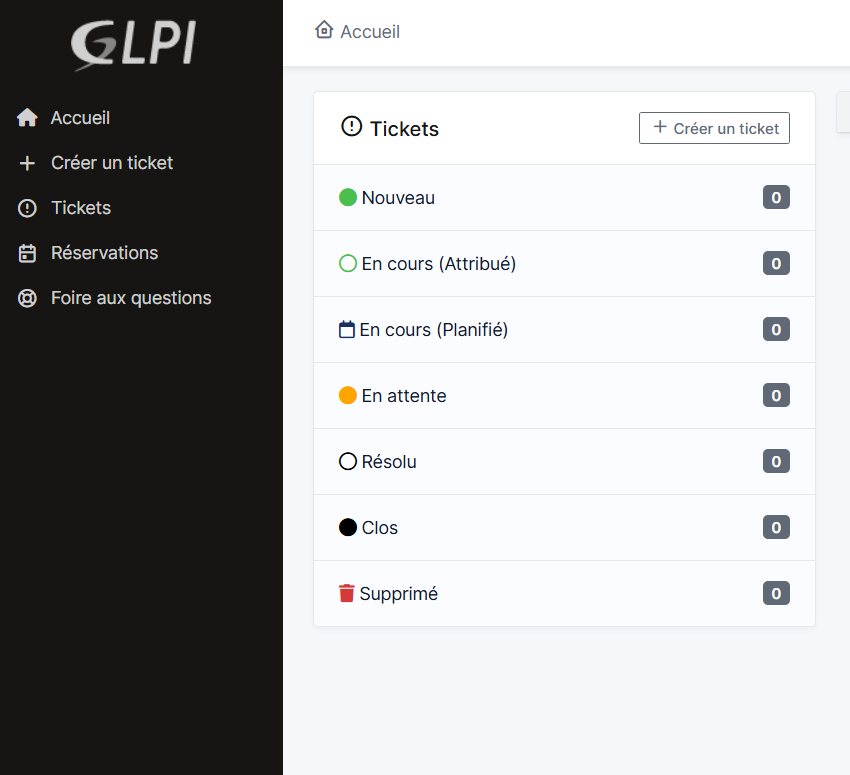 GLPI
Accueil
Créer un ticket
Tickets
Réservations
Foire aux questions
Accueil
Tickets
Créer un ticket
Nouveau 0
En cours (Attribué) 0
En cours (Planifié) 0
En attente 0
Résolu 0
Clos 0
Supprimé 0